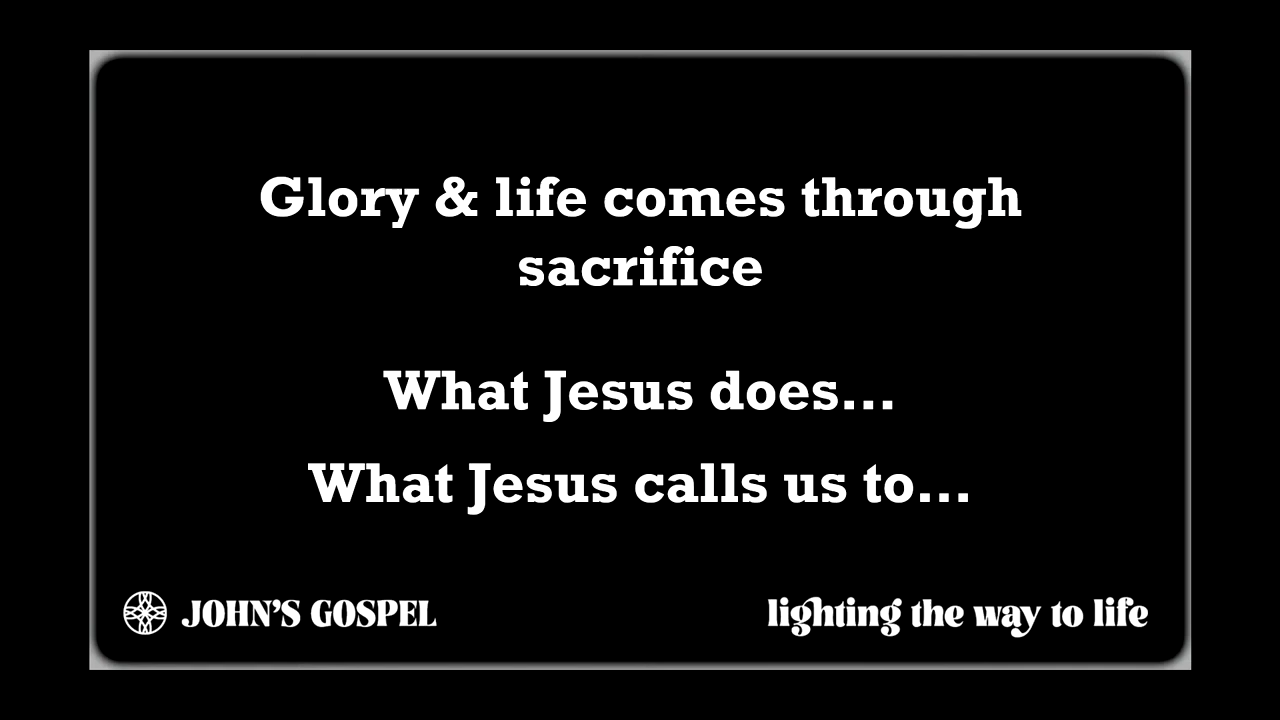 Glory & life comes through
sacrifice
What Jesus does...
What Jesus calls us to...
JOHN'S GOSPEL
lighting the way to life